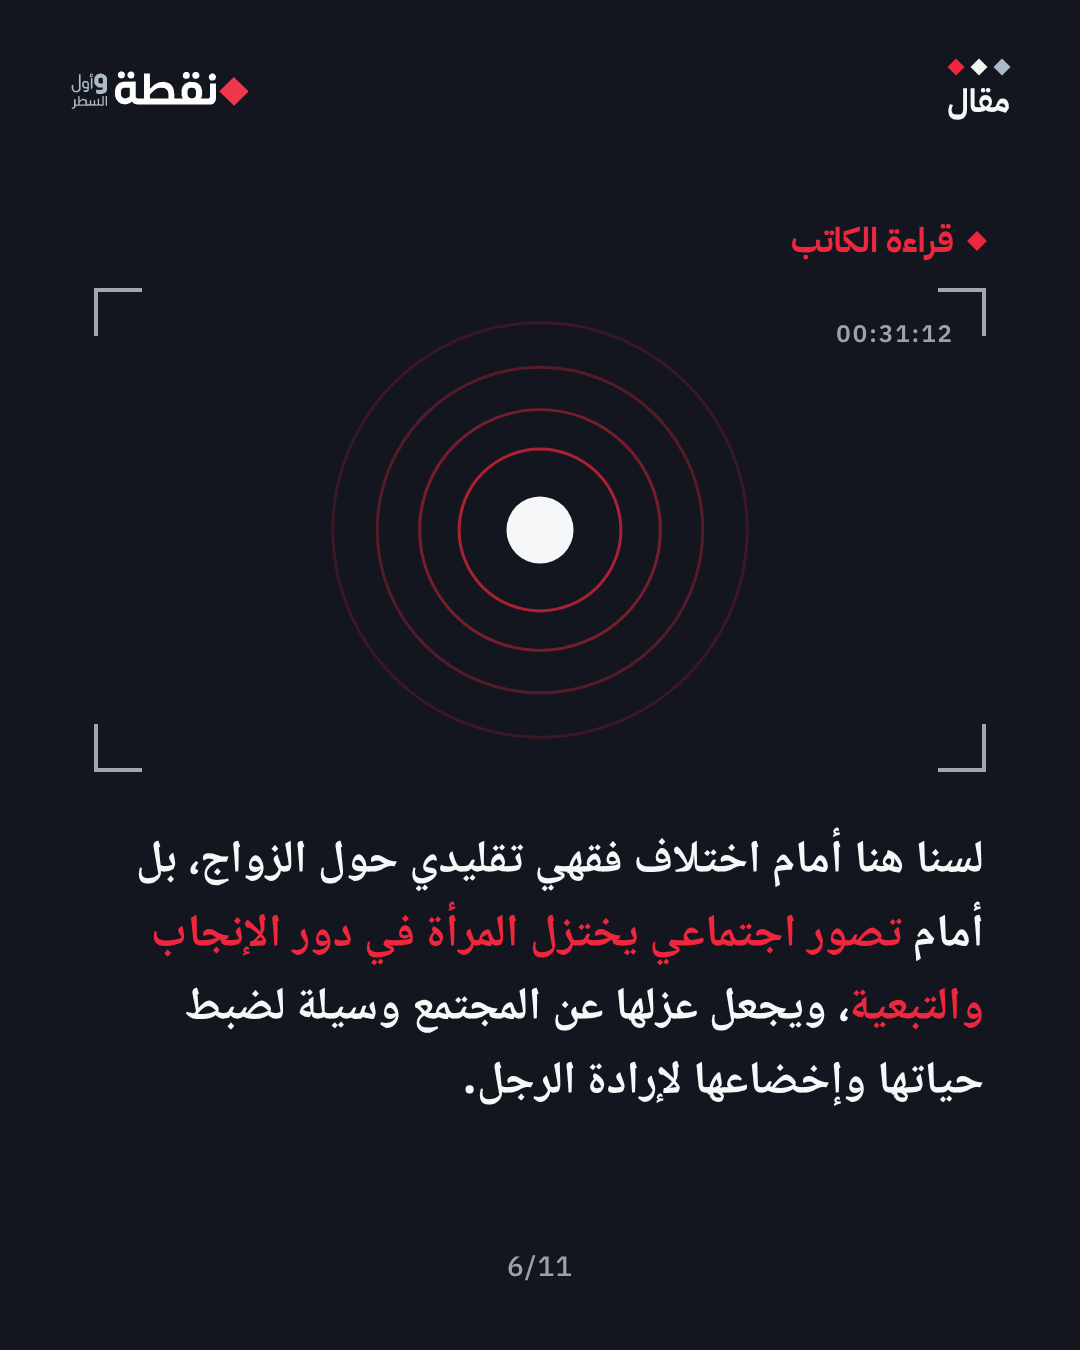 مقال
نقطة
وأول
السطر
قراءة الكاتب
00:31:12
لسنا هنا أمام اختلاف فقهي تقليدي حول الزواج، بل
أمام تصور اجتماعي يختزل المرأة في دور الإنجاب
والتبعية، ويجعل عزلها عن المجتمع وسيلة لضبط
حياتها وإخضاعها لإرادة الرجل.
6/11